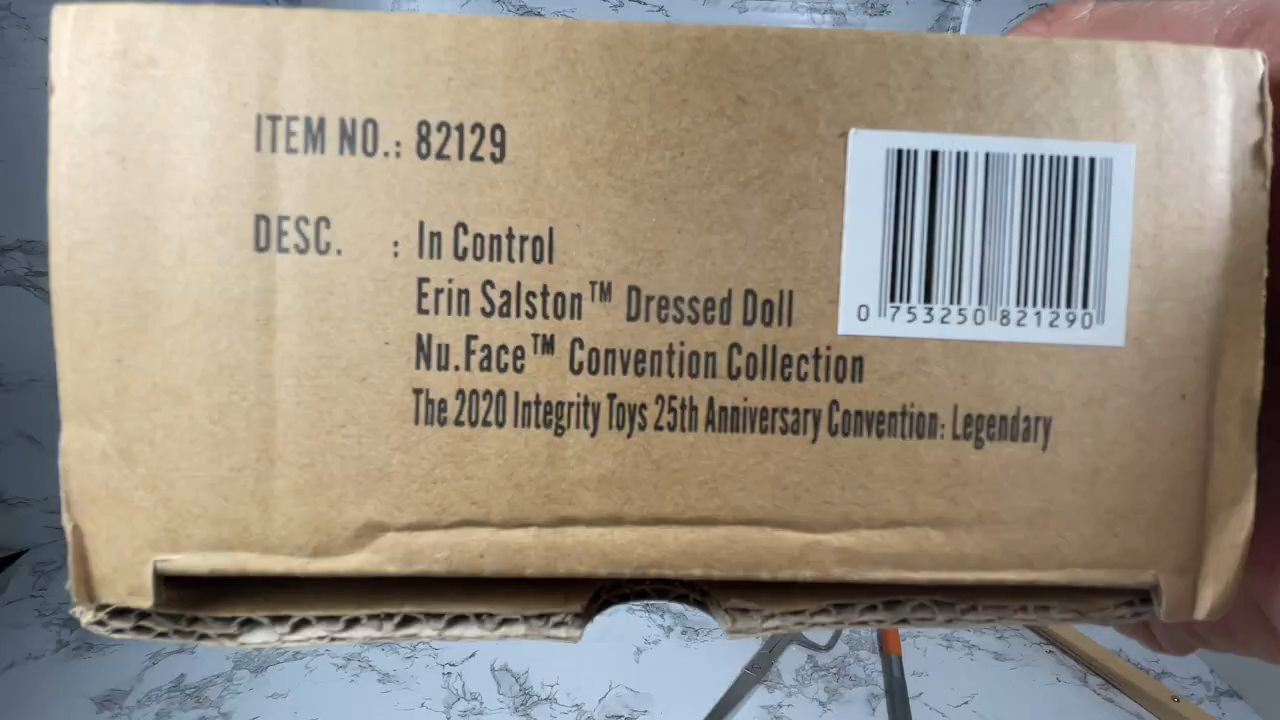 ITEM NO.: 82129
DESC. : In Control
Erin Salston™ Dressed Doll
Nu.Face™ Convention Collection
The 2020 Integrity Toys 25th Anniversary Convention: Legendary
0 753250 821290